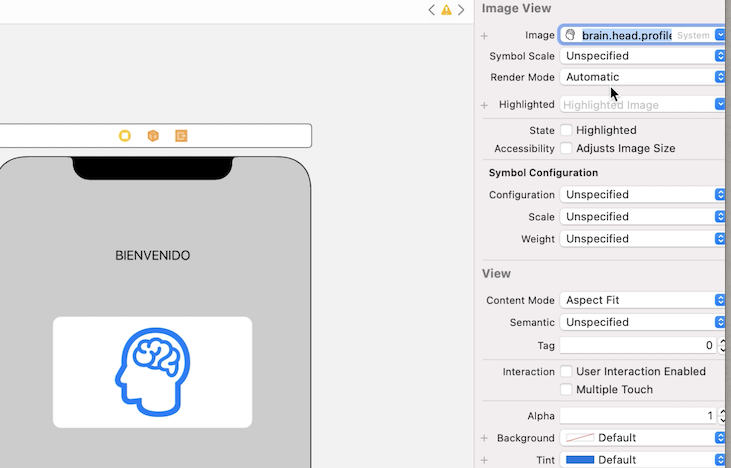 Image View
Image brain.head.profile System
Symbol Scale Unspecified
Render Mode Automatic
Highlighted Highlighted Image
State Highlighted
Accessibility Adjusts Image Size
Symbol Configuration
Configuration Unspecified
Scale Unspecified
Weight Unspecified
View
Content Mode Aspect Fit
Semantic Unspecified
Tag 0
Interaction User Interaction Enabled
Multiple Touch
Alpha 1
Background Default
Tint Default
BIENVENIDO